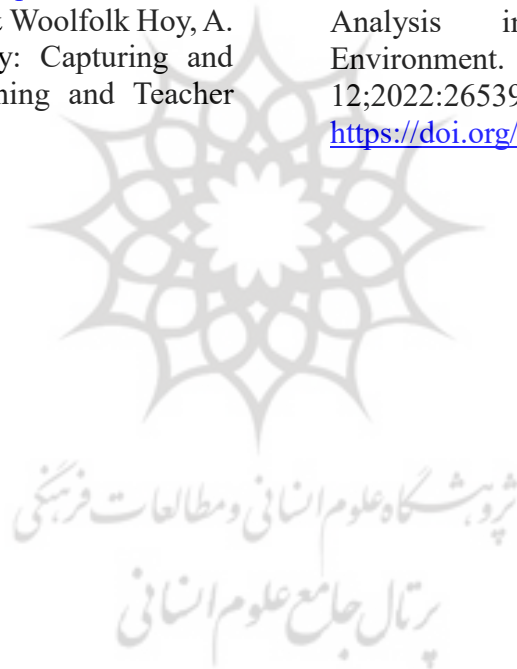 Woolfolk Hoy, A.
y: Capturing and
ning and Teacher
Analysis in
Environment.
12;2022:26539
https://doi.org/
پژوهشگاه علوم انسانی و مطالعات فرهنگی
پرتال جامع علوم انسانی